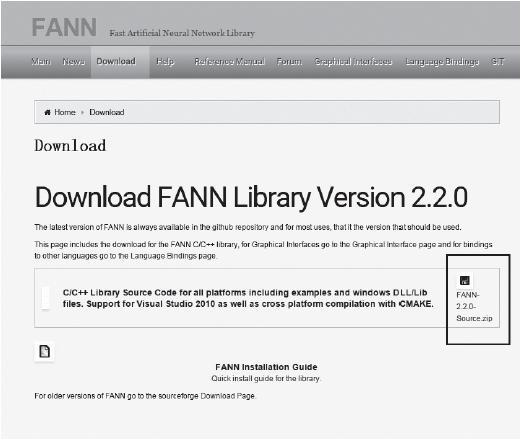 FANN Fast Artificial Neural Network Library
Main News Download Help Reference Manual Forum Graphical Interfaces Language Bindings GIT
Home Download
Download
Download FANN Library Version 2.2.0
The latest version of FANN is always available in the github repository and for most uses, that it the version that should be used.
This page includes the download for the FANN C/C++ library, for Graphical Interfaces go to the Graphical Interface page and for bindings
to other languages go to the Language Bindings page.
C/C++ Library Source Code for all platforms including examples and windows DLL/Lib
files. Support for Visual Studio 2010 as well as cross platform compilation with CMAKE.
FANN-
2.2.0-
Source.zip
FANN Installation Guide
Quick install guide for the library.
For older versions of FANN go to the sourceforge Download Page.